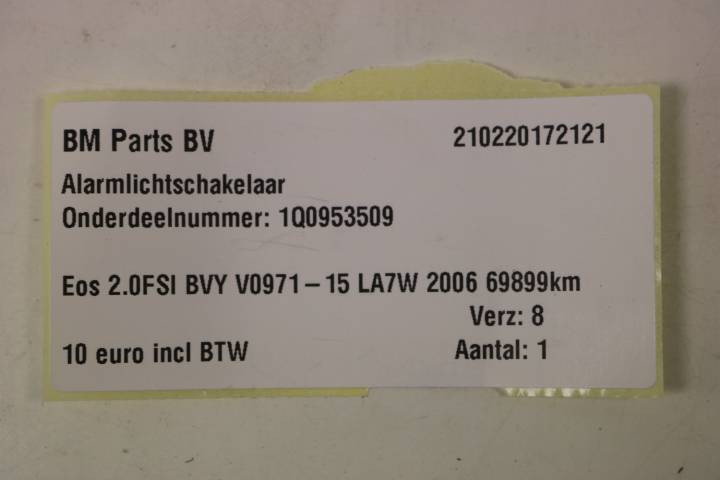 BM Parts BV 210220172121
Alarmlichtschakelaar
Onderdeelnummer: 1Q0953509
Eos 2.0FSI BVY V0971-15 LA7W 2006 69899km
Verz: 8
10 euro incl BTW Aantal: 1